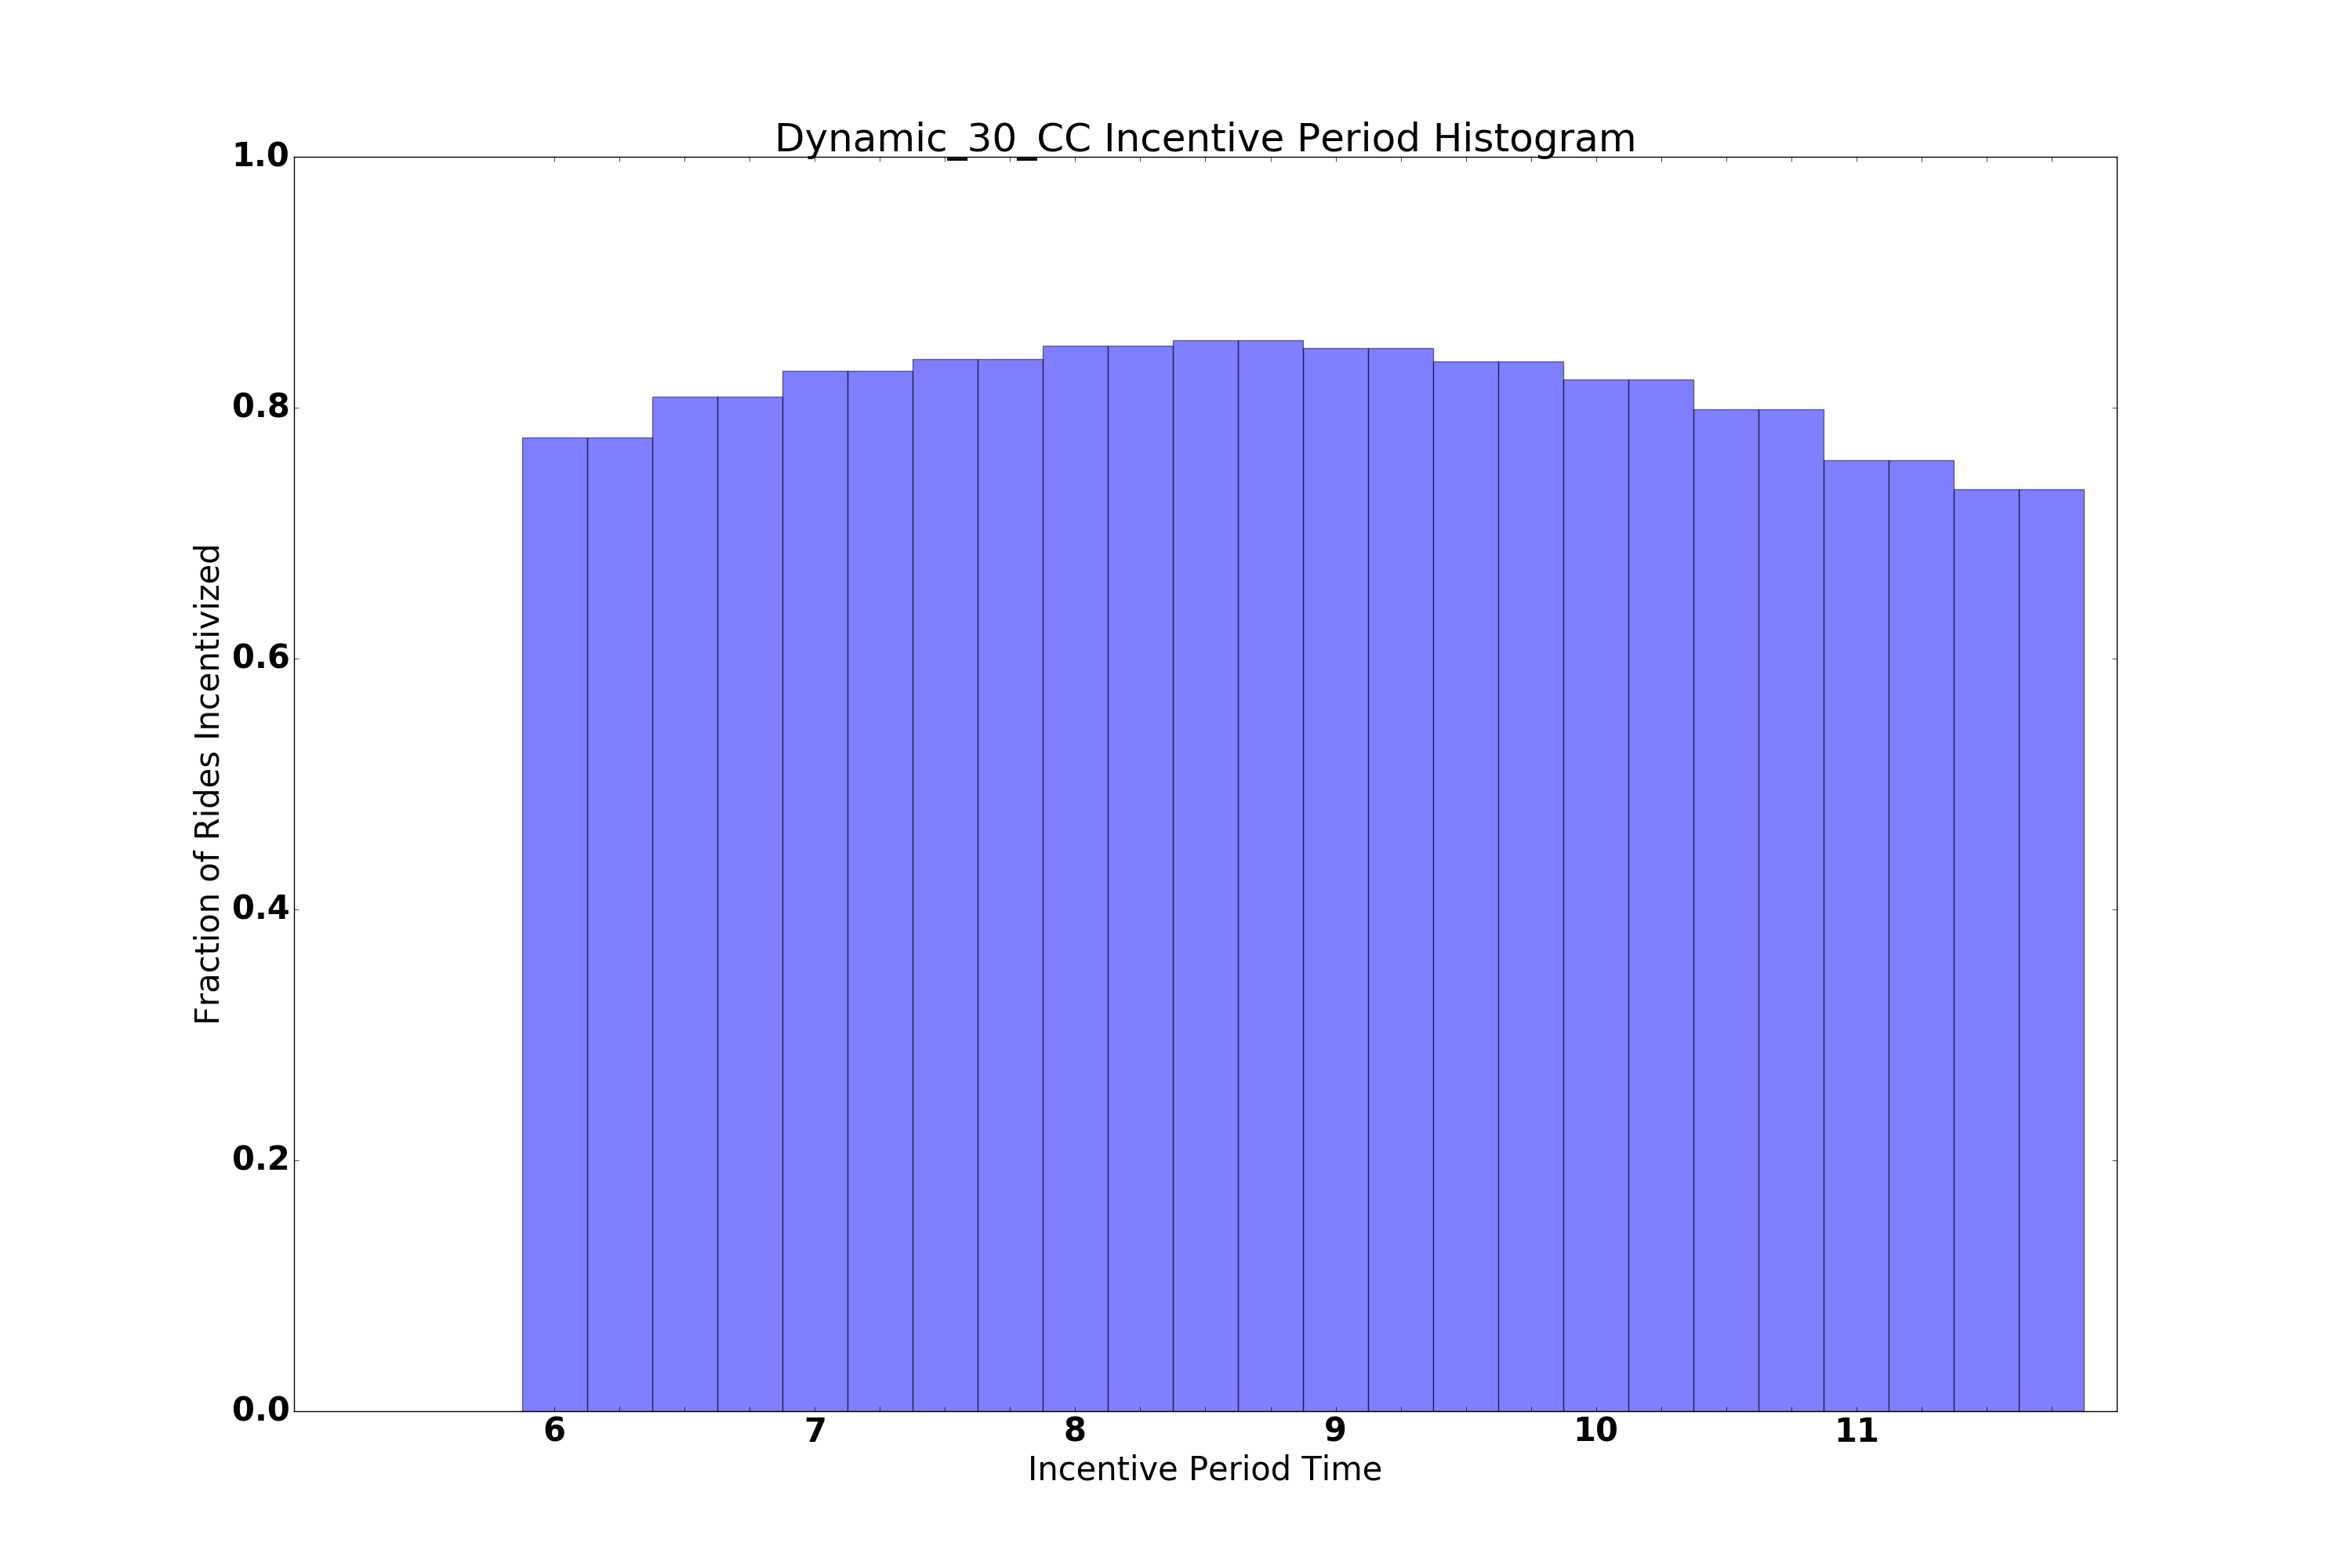 Dynamic_30_CC Incentive Period Histogram
1.0
0.8
0.6
0.4
0.2
0.0
Fraction of Rides Incentivized
6 7 8 9 10 11
Incentive Period Time